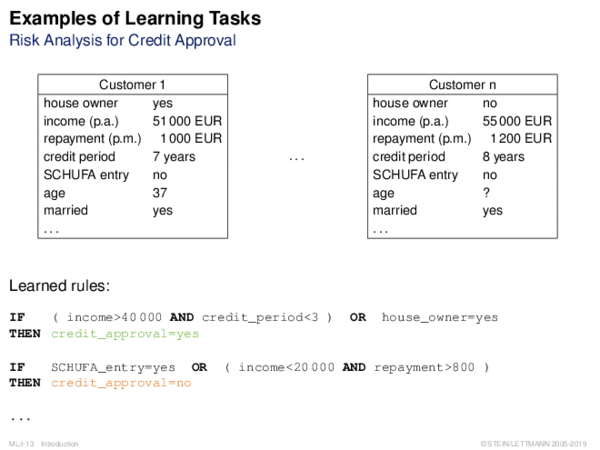 Examples of Learning Tasks
Risk Analysis for Credit Approval
Customer 1
house owner yes
income (p.a.) 51 000 EUR
repayment (p.m.) 1 000 EUR
credit period 7 years
SCHUFA entry no
age 37
married yes
. . .
. . .
Customer n
house owner no
income (p.a.) 55 000 EUR
repayment (p.m.) 1 200 EUR
credit period 8 years
SCHUFA entry no
age ?
married yes
. . .
Learned rules:
IF ( income>40 000 AND credit_period<3 ) OR house_owner=yes
THEN credit_approval=yes
IF SCHUFA_entry=yes OR ( income<20 000 AND repayment>800 )
THEN credit_approval=no
...
ML:I-13 Introduction
©STEIN/LETTMANN 2005-2019